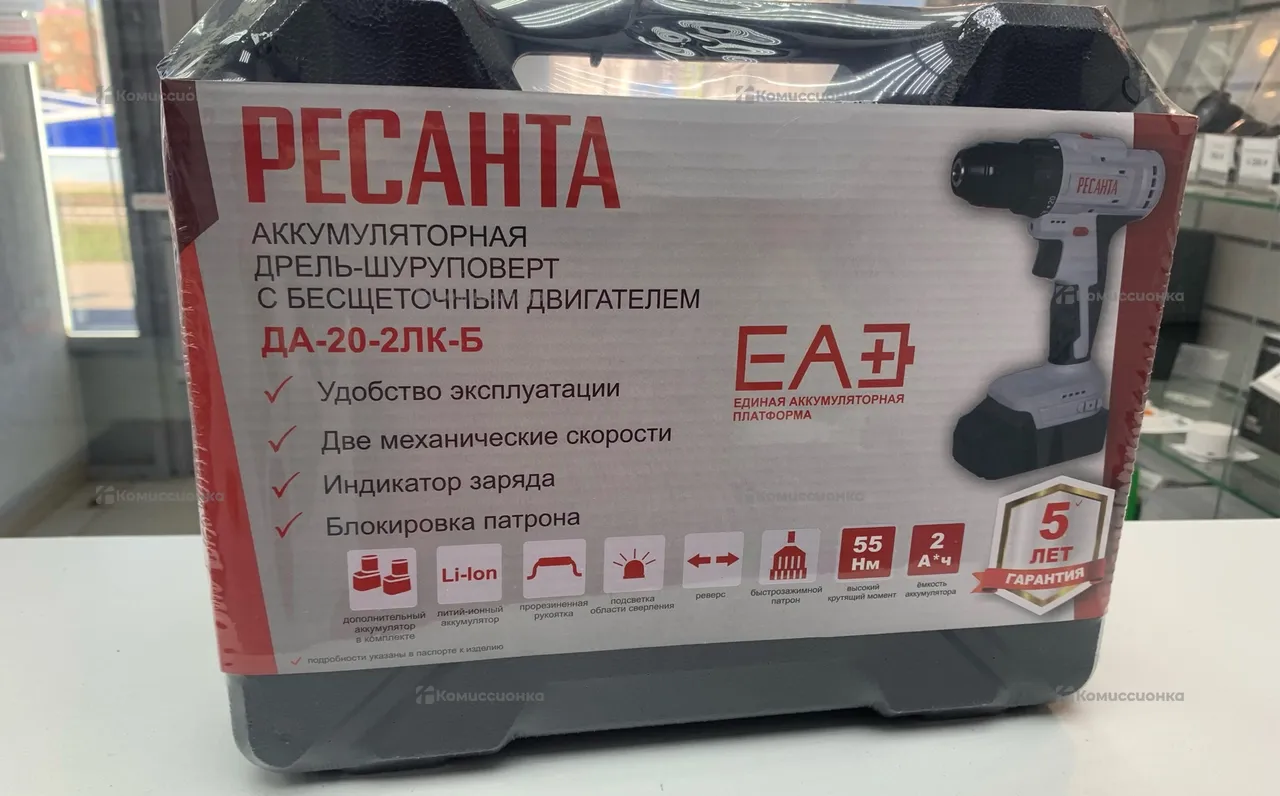 РЕСАНТА
АККУМУЛЯТОРНАЯ
ДРЕЛЬ-ШУРУПОВЕРТ
С БЕСЩЕТОЧНЫМ ДВИГАТЕЛЕМ
ДА-20-2ЛК-Б
Удобство эксплуатации
Две механические скорости
Индикатор заряда
Блокировка патрона
РЕСАНТА
ЕА
ЕДИНАЯ АККУМУЛЯТОРНАЯ
ПЛАТФОРМА
дополнительный
аккумулятор
в комплекте
Li-Ion
литий-ионный
аккумулятор
прорезиненная
рукоятка
подсветка
области сверления
реверс
быстрозажимной
патрон
55
Нм
высокий
крутящий момент
2
А*ч
ёмкость
аккумулятора
5
ЛЕТ
ГАРАНТИЯ
подробности указаны в паспорте к изделию
Комиссионка
Комиссионка
Комиссионка
Комиссионка
Комиссионка
Комиссионка
Комиссионка